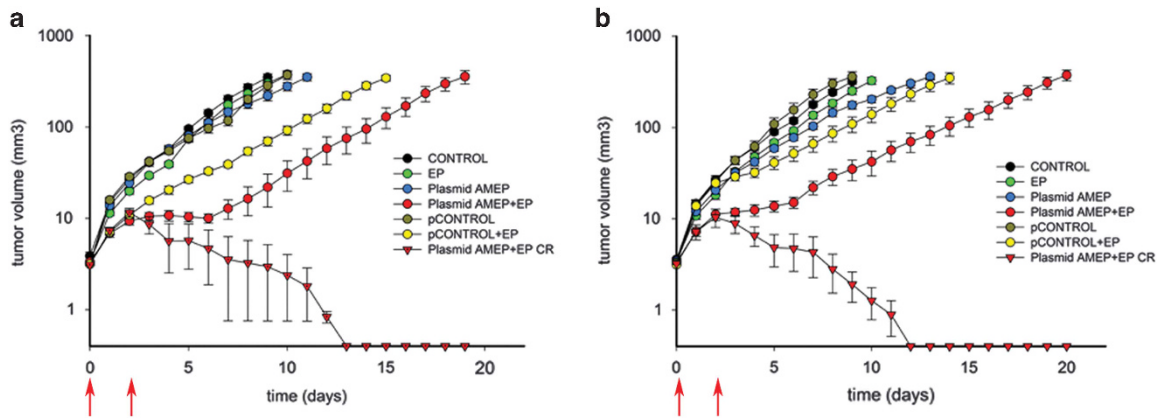 a
1000
100
10
1
tumor volume (mm3)
CONTROL
EP
Plasmid AMEP
Plasmid AMEP+EP
pCONTROL
pCONTROL+EP
Plasmid AMEP+EP CR
0 5 10 15 20
time (days)
b
1000
100
10
1
tumor volume (mm3)
CONTROL
EP
Plasmid AMEP
Plasmid AMEP+EP
pCONTROL
pCONTROL+EP
Plasmid AMEP+EP CR
0 5 10 15 20
time (days)